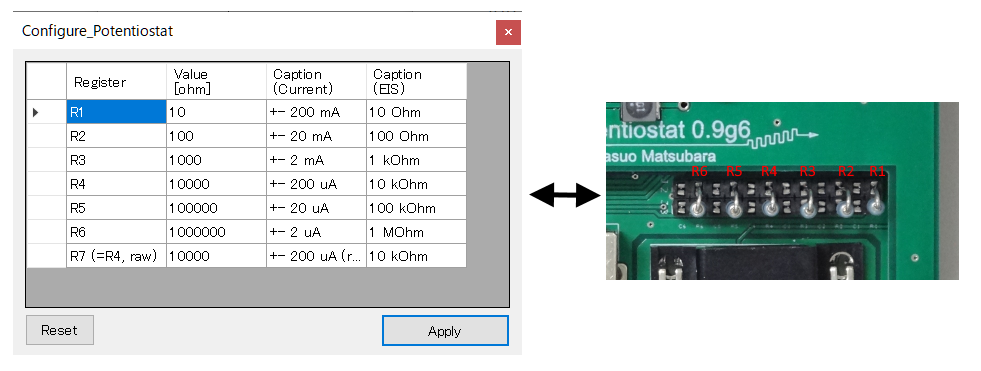 Configure_Potentiostat
Register Value [ohm] Caption (Current) Caption (EIS)
R1 10 +- 200 mA 10 Ohm
R2 100 +- 20 mA 100 Ohm
R3 1000 +- 2 mA 1 kOhm
R4 10000 +- 200 uA 10 kOhm
R5 100000 +- 20 uA 100 kOhm
R6 1000000 +- 2 uA 1 MOhm
R7 (=R4, raw) 10000 +- 200 uA (r... 10 kOhm
Reset Apply
entiostat 0.9g6
asuo Matsubara
R6 R5 R4 R3 R2 R1